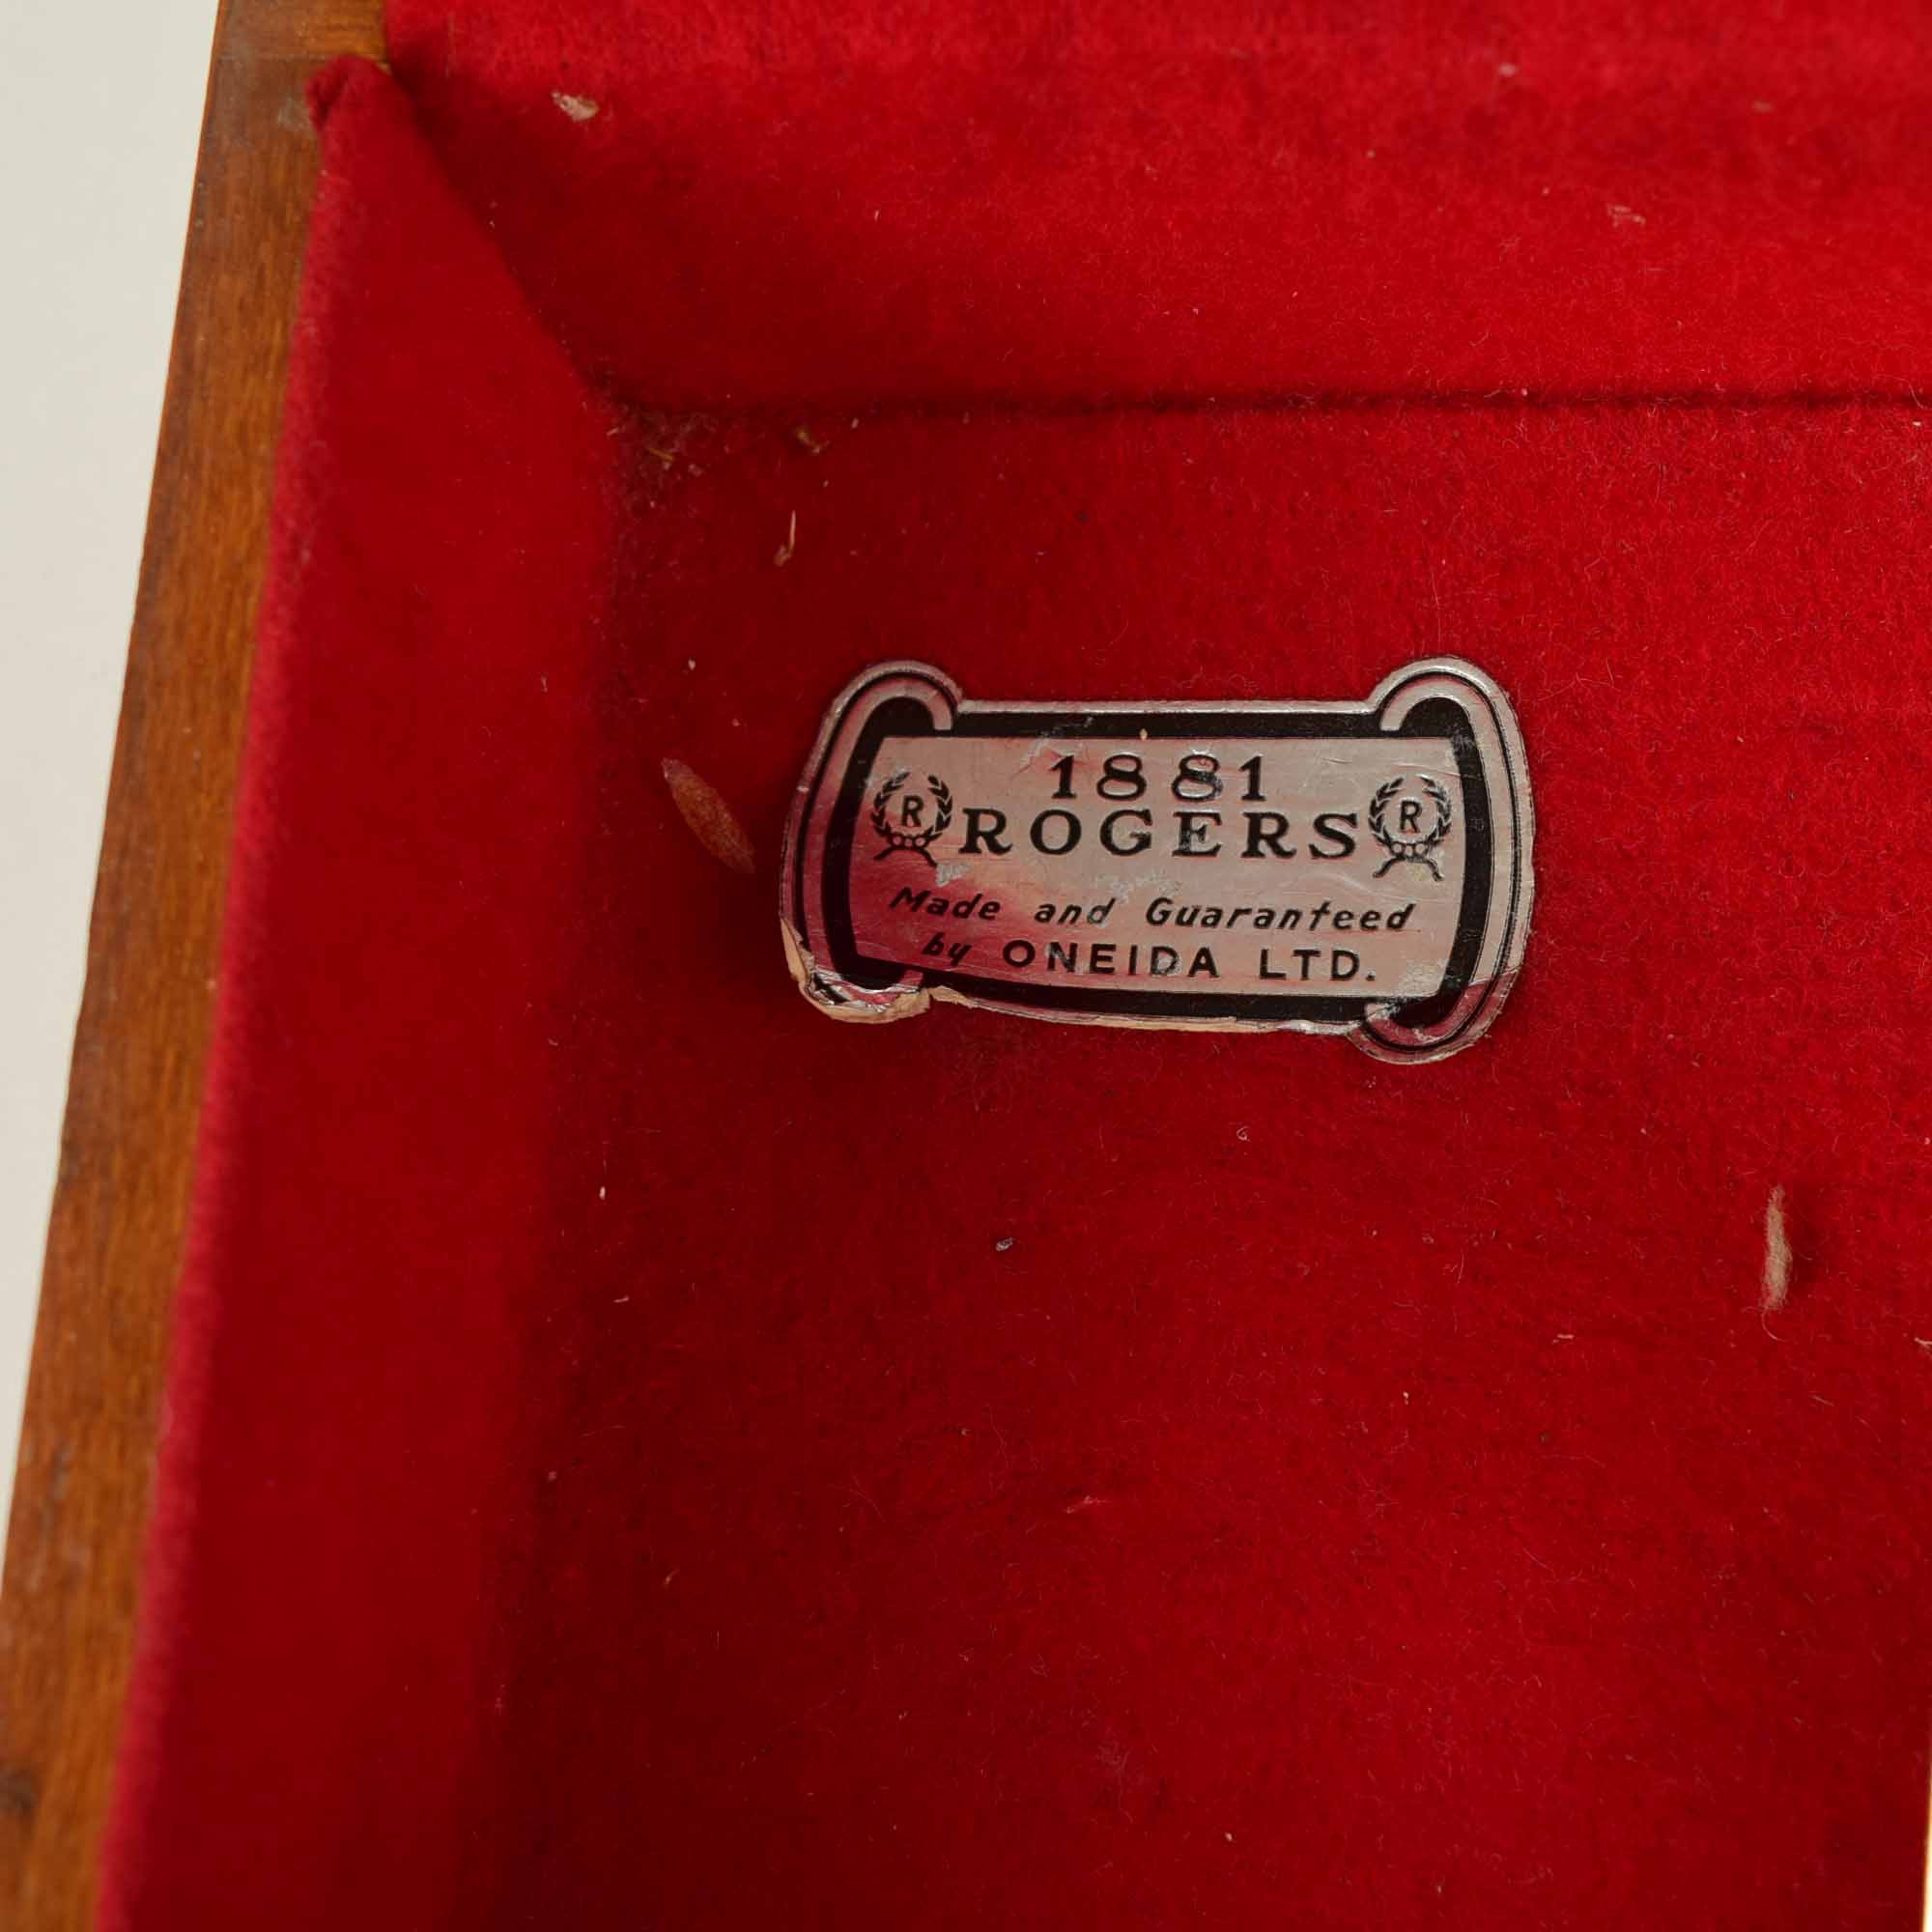 1881
R ROGERS R
Made and Guaranteed
by ONEIDA LTD.